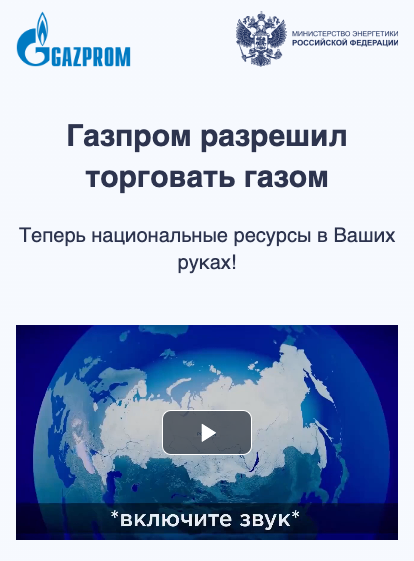 GAZPROM
МИНИСТЕРСТВО ЭНЕРГЕТИКИ
РОССИЙСКОЙ ФЕДЕРАЦИИ
Газпром разрешил
торговать газом
Теперь национальные ресурсы в Ваших
руках!
*включите звук*